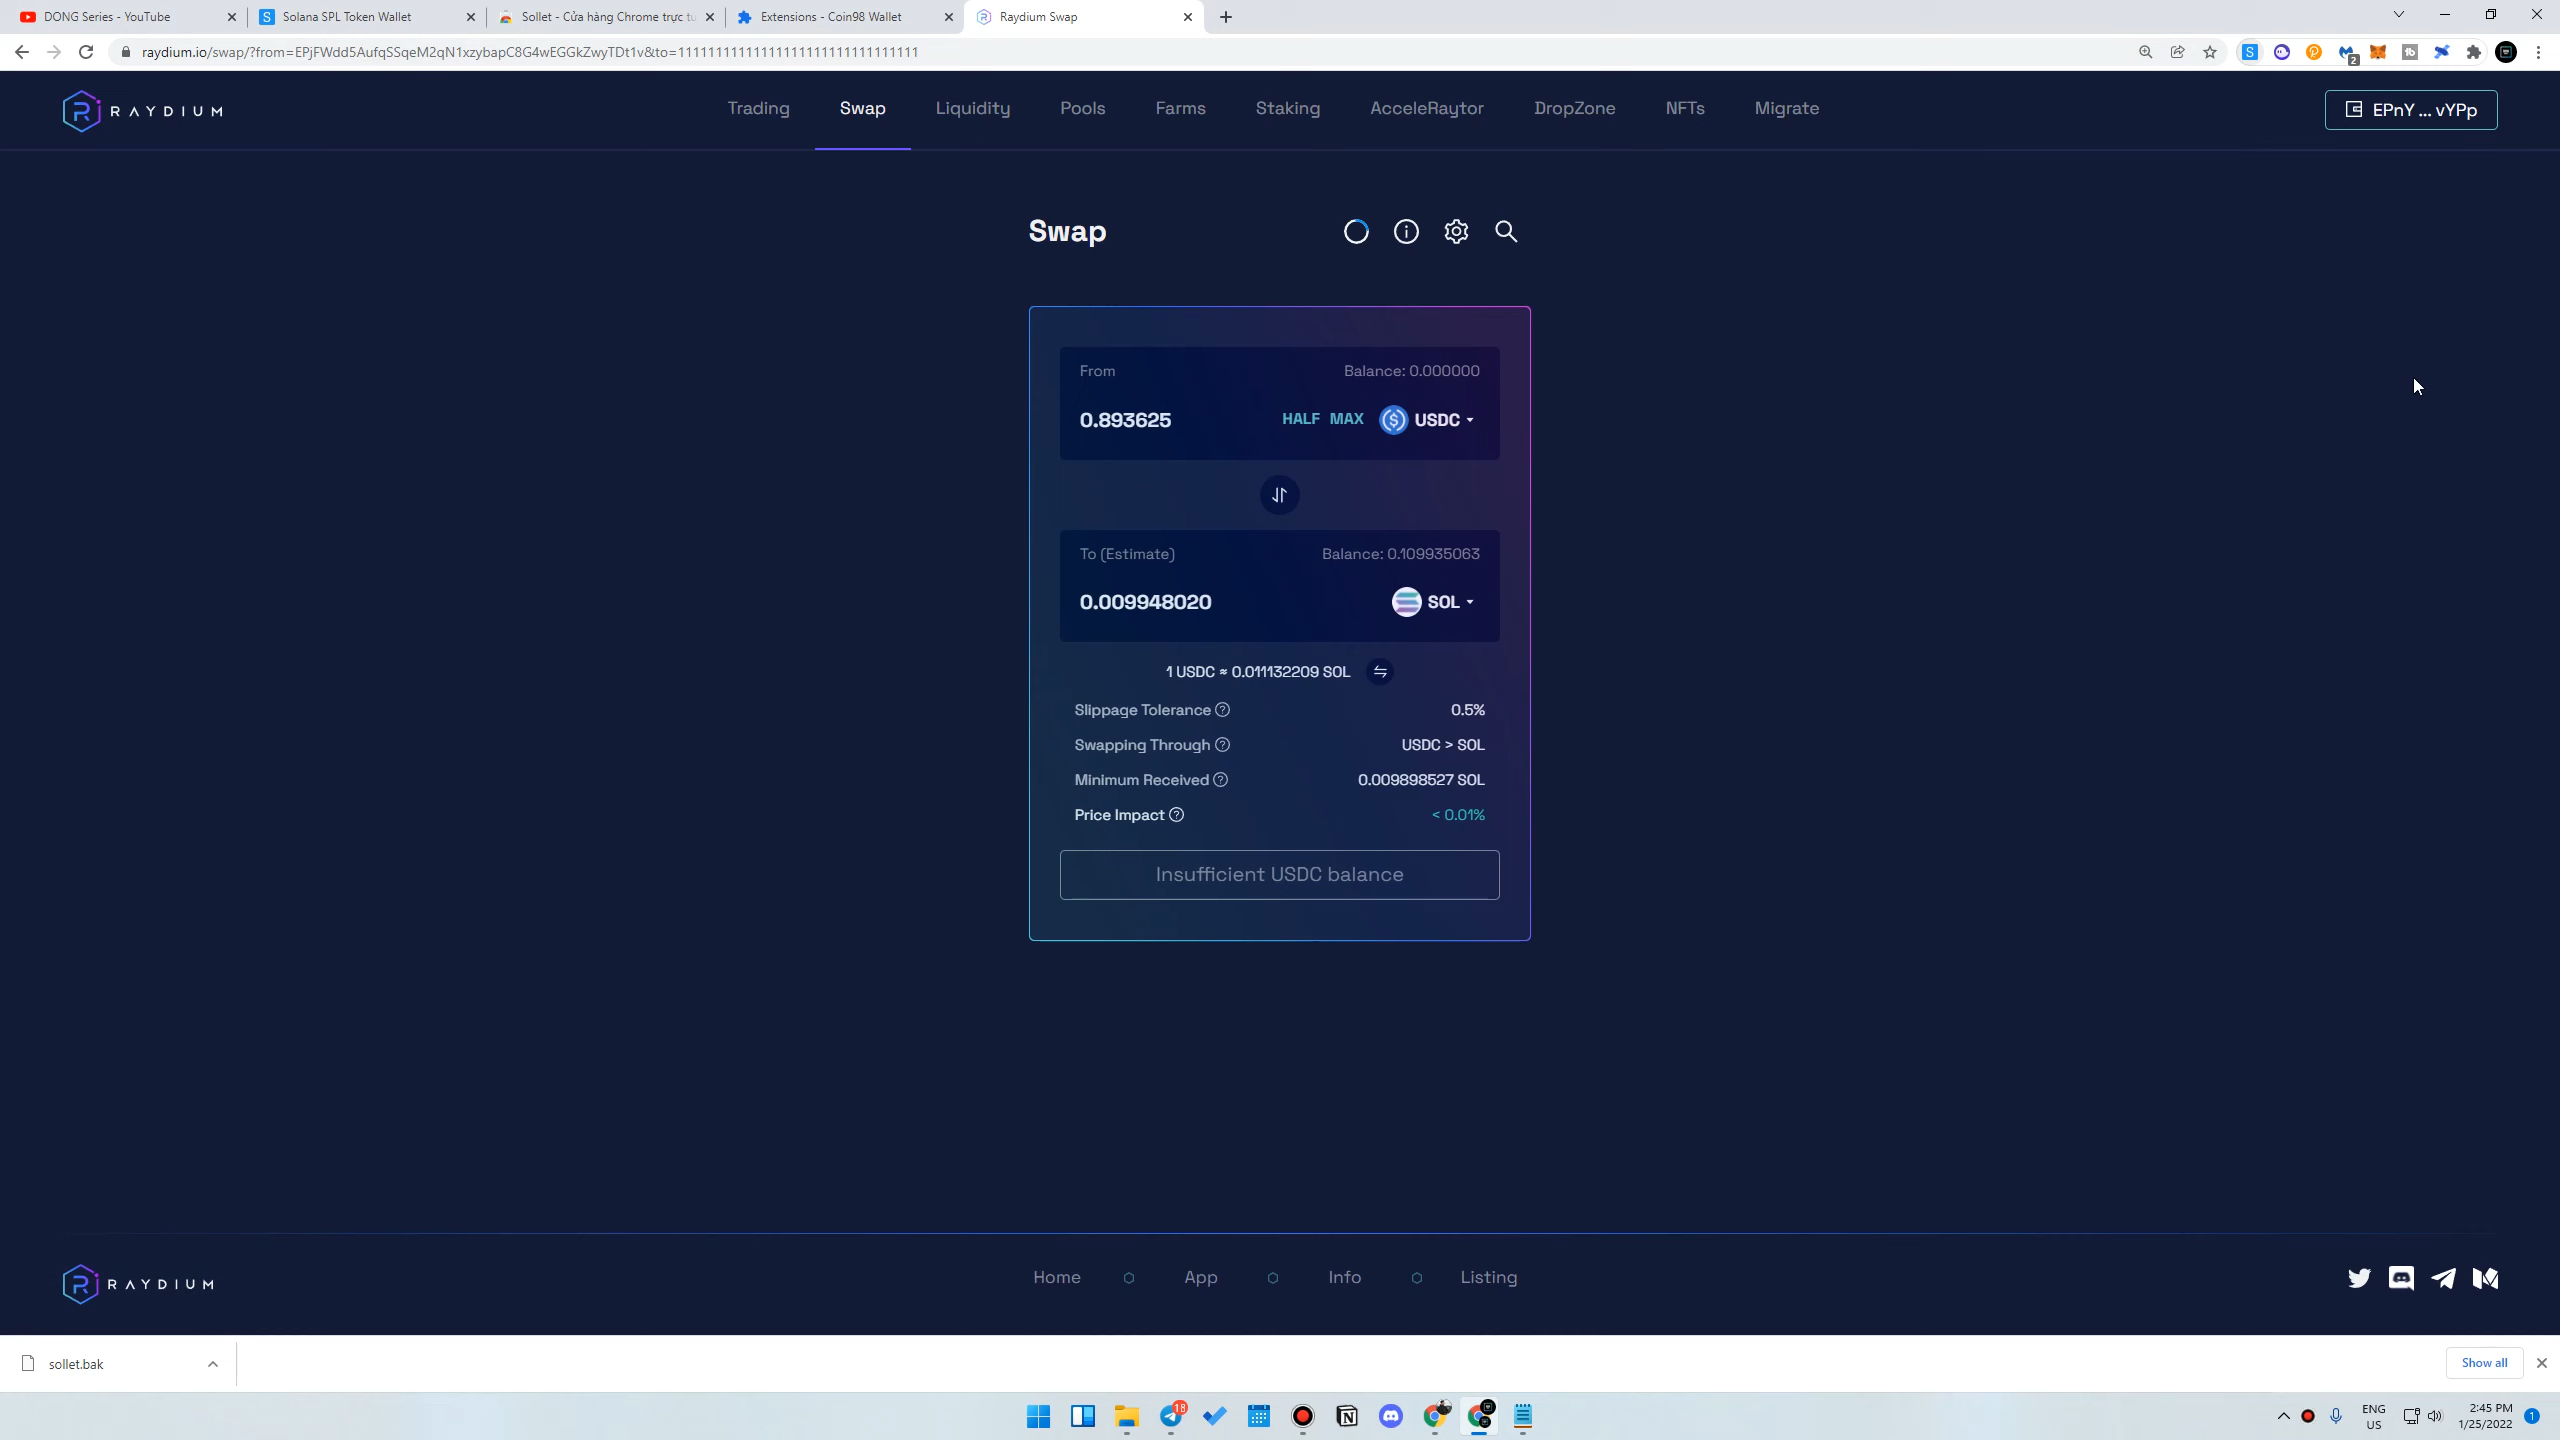 DONG Series - YouTube
Solana SPL Token Wallet
Sollet - Cửa hàng Chrome trực tu
Extensions - Coin98 Wallet
Raydium Swap
raydium.io/swap/?from=EPjFWdd5AufqSSqeM2qN1xzybapC8G4wEGGkZwyTDt1v&to=11111111111111111111111111111111
2
RAYDIUM
Trading
Swap
Liquidity
Pools
Farms
Staking
AcceleRaytor
DropZone
NFTs
Migrate
EPnY ... vYPp
Swap
From
Balance: 0.000000
0.893625
HALF
MAX
USDC
To (Estimate)
Balance: 0.109935063
0.009948020
SOL
1 USDC ≈ 0.011132209 SOL
Slippage Tolerance
0.5%
Swapping Through
USDC > SOL
Minimum Received
0.009898527 SOL
Price Impact
< 0.01%
Insufficient USDC balance
RAYDIUM
Home
App
Info
Listing
sollet.bak
Show all
18
ENG
US
2:45 PM
1/25/2022
1